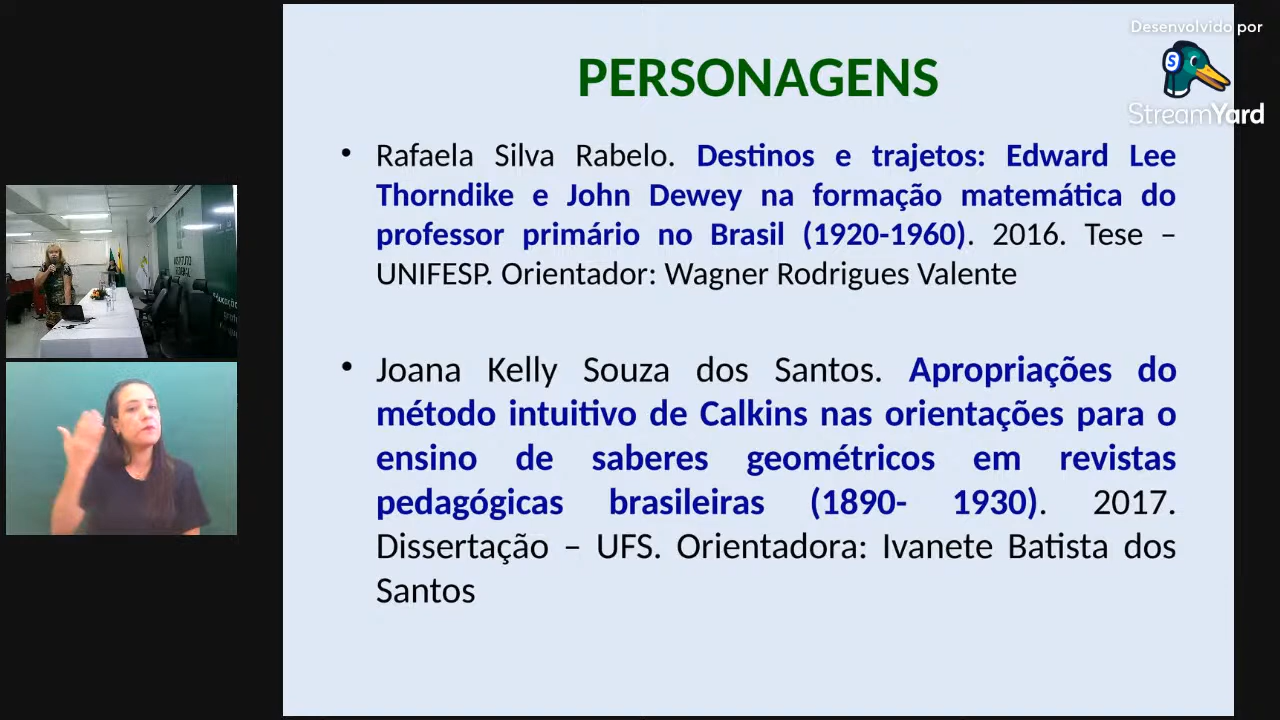 Desenvolvido por
StreamYard
PERSONAGENS
• Rafaela Silva Rabelo. Destinos e trajetos: Edward Lee
Thorndike e John Dewey na formação matemática do
professor primário no Brasil (1920-1960). 2016. Tese –
UNIFESP. Orientador: Wagner Rodrigues Valente
• Joana Kelly Souza dos Santos. Apropriações do
método intuitivo de Calkins nas orientações para o
ensino de saberes geométricos em revistas
pedagógicas brasileiras (1890- 1930). 2017.
Dissertação – UFS. Orientadora: Ivanete Batista dos
Santos